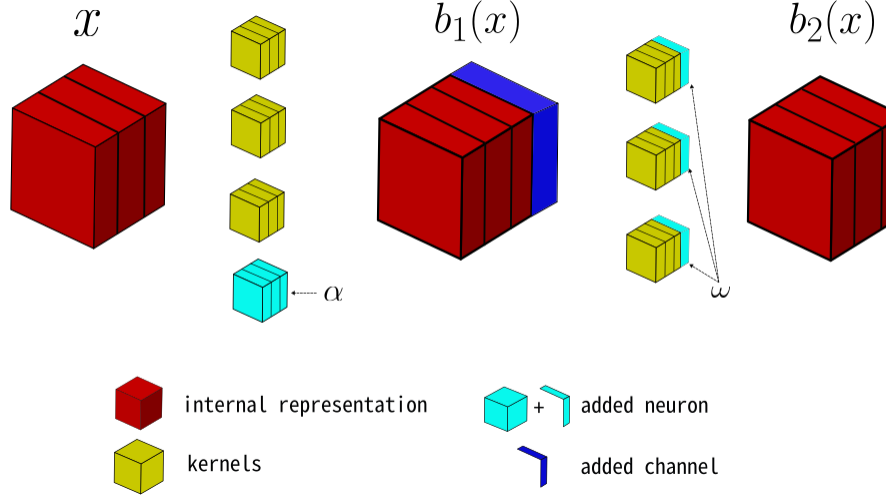 x
b₁(x)
b₂(x)
α
ω
internal representation
+
added neuron
kernels
added channel